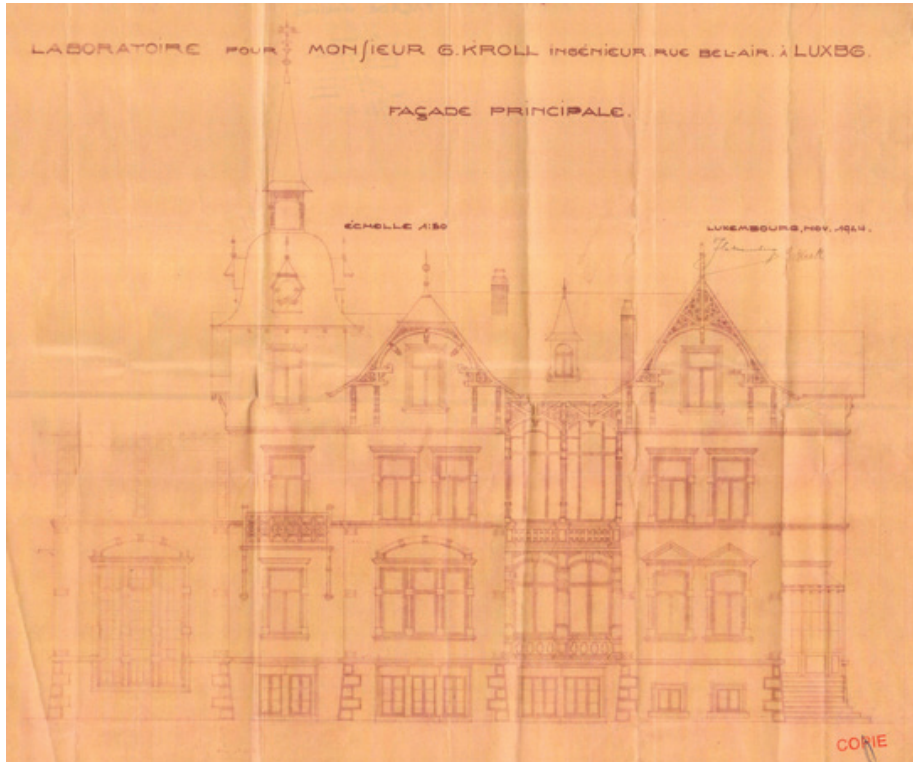 LABORATOIRE POUR MONSIEUR G. KROLL INGÉNIEUR. RUE BEL-AIR. À LUXBG.
FAÇADE PRINCIPALE.
ÉCHELLE 1:50
LUXEMBOURG, NOV. 1924.
COPIE